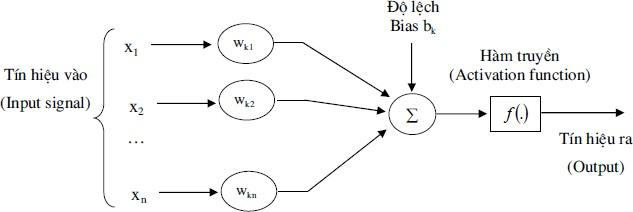 Độ lệch
Bias bk
Tín hiệu vào
(Input signal)
x1
x2
…
xn
wk1
wk2
wkn
∑
Hàm truyền
(Activation function)
f(.)
Tín hiệu ra
(Output)